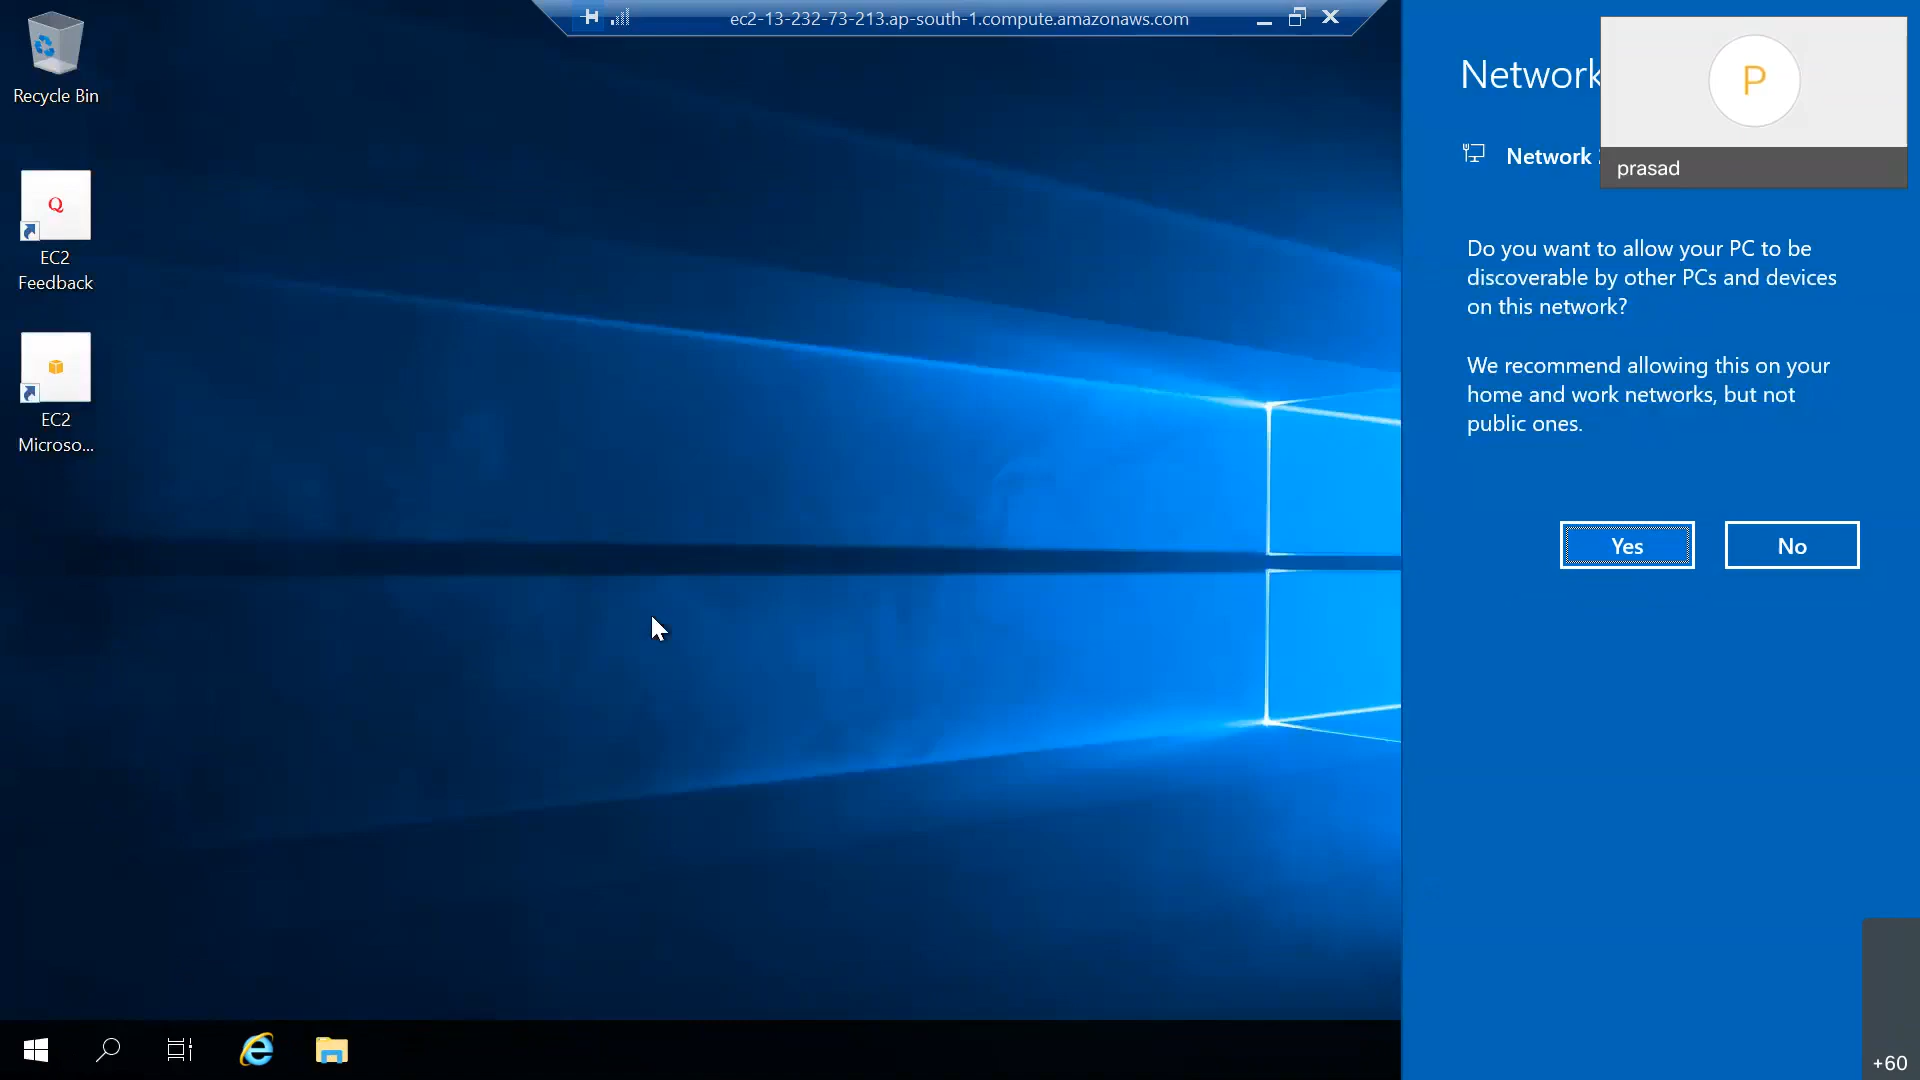 ec2-13-232-73-213.ap-south-1.compute.amazonaws.com
Recycle Bin
Q
EC2
Feedback
EC2
Microso...
Network
Network
P
prasad
Do you want to allow your PC to be
discoverable by other PCs and devices
on this network?
We recommend allowing this on your
home and work networks, but not
public ones.
Yes
No
+60